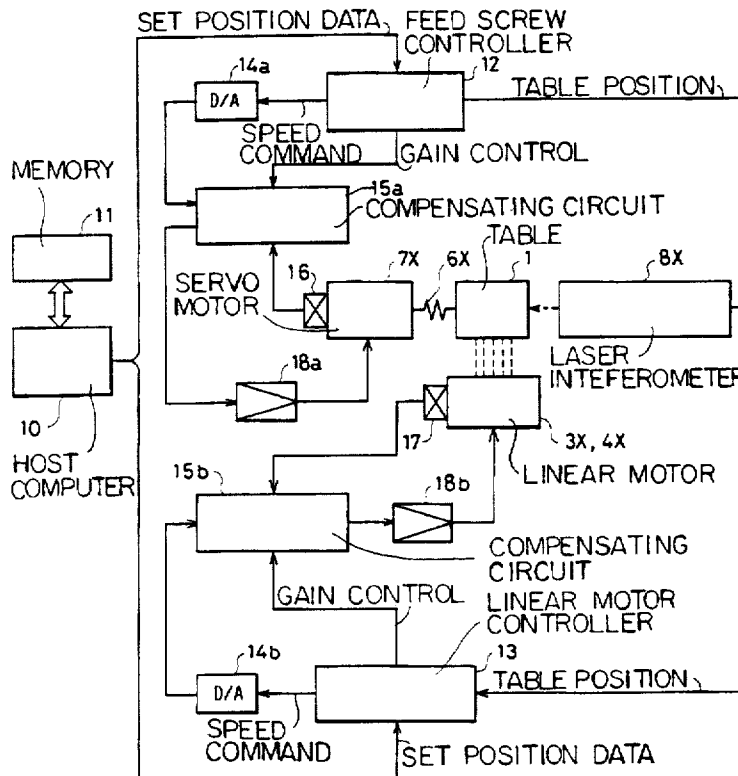 SET POSITION DATA
FEED SCREW
CONTROLLER
14a
12
D/A
TABLE POSITION
SPEED
COMMAND
GAIN CONTROL
MEMORY
11
15a
COMPENSATING CIRCUIT
TABLE
16
7X
6X
1
8X
SERVO
MOTOR
LASER
INTEFEROMETER
18a
10
HOST
COMPUTER
17
3X, 4X
LINEAR MOTOR
15b
18b
COMPENSATING
CIRCUIT
GAIN CONTROL
LINEAR MOTOR
CONTROLLER
14b
13
D/A
TABLE POSITION
SPEED
COMMAND
SET POSITION DATA